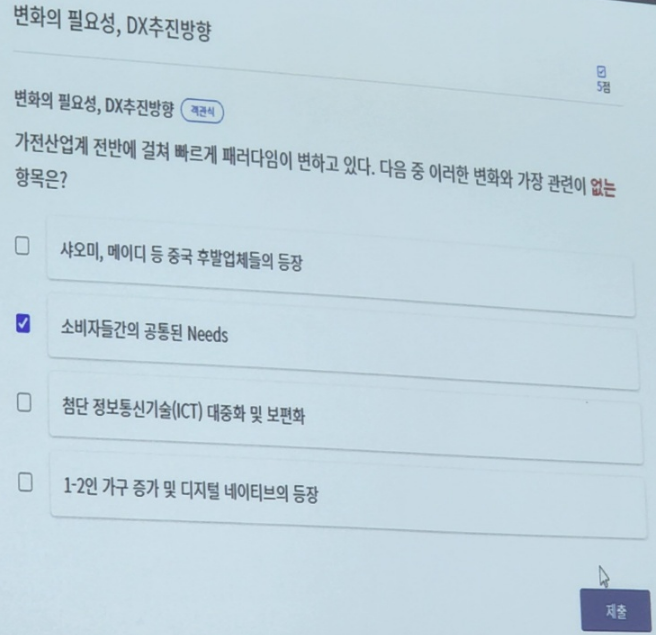 변화의 필요성, DX추진방향
5점
변화의 필요성, DX추진방향 객관식
가전산업계 전반에 걸쳐 빠르게 패러다임이 변하고 있다. 다음 중 이러한 변화와 가장 관련이 없는
항목은?
샤오미, 메이디 등 중국 후발업체들의 등장
소비자들간의 공통된 Needs
첨단 정보통신기술(ICT) 대중화 및 보편화
1-2인 가구 증가 및 디지털 네이티브의 등장
제출